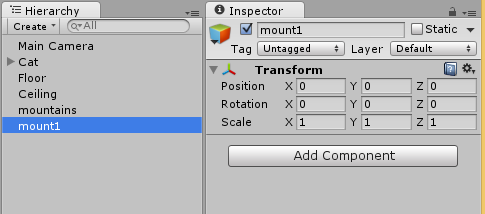 Hierarchy
Create
All
Main Camera
Cat
Floor
Ceiling
mountains
mount1
Inspector
mount1
Static
Tag Untagged Layer Default
Transform
Position X 0 Y 0 Z 0
Rotation X 0 Y 0 Z 0
Scale X 1 Y 1 Z 1
Add Component